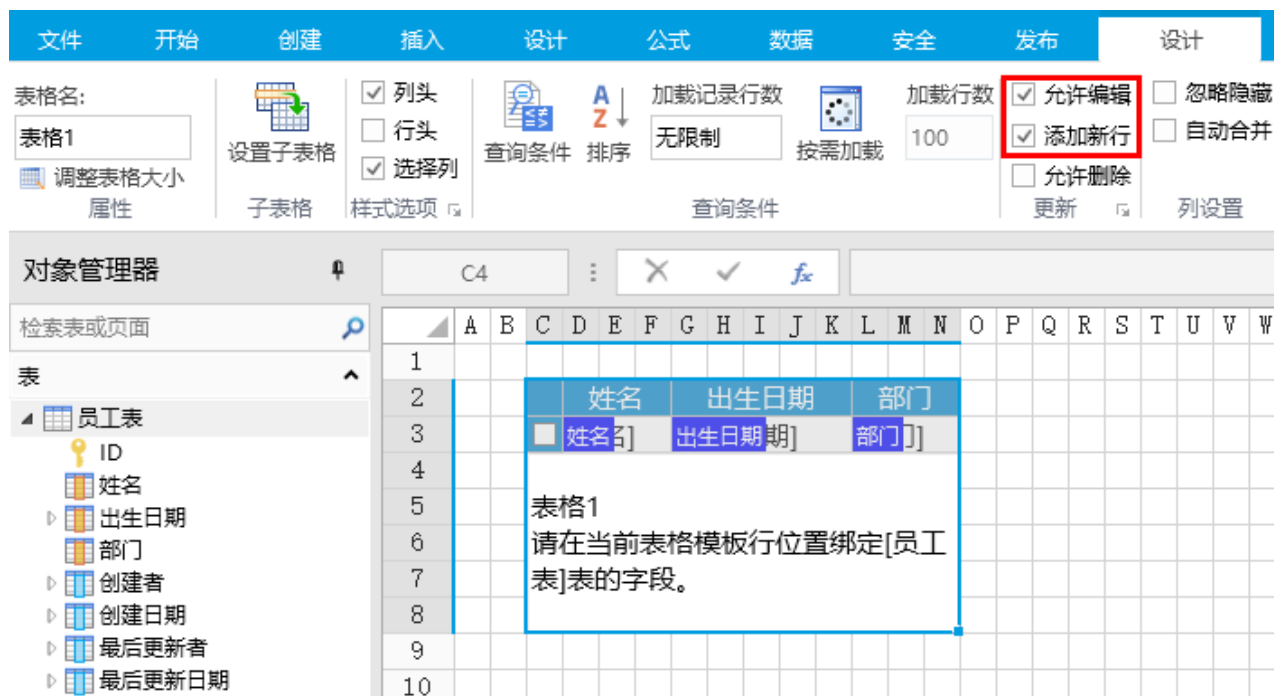 文件 开始 创建 插入 设计 公式 数据 安全 发布 设计
表格名:
表格1
调整表格大小
属性
设置子表格
子表格
列头
行头
选择列
样式选项
查询条件
A
Z
排序
加载记录行数
无限制
按需加载
加载行数
100
查询条件
允许编辑
添加新行
允许删除
更新
忽略隐藏
自动合并
列设置
对象管理器
C4
fx
检索表或页面
A B C D E F G H I J K L M N O P Q R S T U V W
表
员工表
ID
姓名
出生日期
部门
创建者
创建日期
最后更新者
最后更新日期
1
2 姓名 出生日期 部门
3 姓名名] 出生日期期] 部门]
4
5 表格1
6 请在当前表格模板行位置绑定[员工
7 表]表的字段。
8
9
10